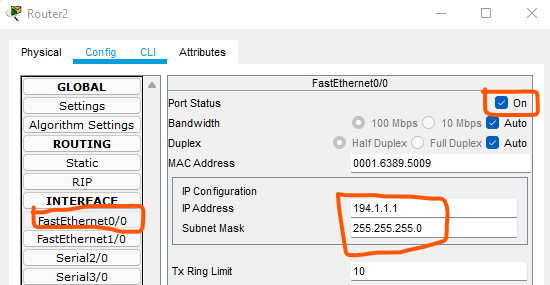 Router2
Physical Config CLI Attributes
GLOBAL
Settings
Algorithm Settings
ROUTING
Static
RIP
INTERFACE
FastEthernet0/0
FastEthernet1/0
Serial2/0
Serial3/0
FastEthernet0/0
Port Status On
Bandwidth 100 Mbps 10 Mbps Auto
Duplex Half Duplex Full Duplex Auto
MAC Address 0001.6389.5009
IP Configuration
IP Address 194.1.1.1
Subnet Mask 255.255.255.0
Tx Ring Limit 10